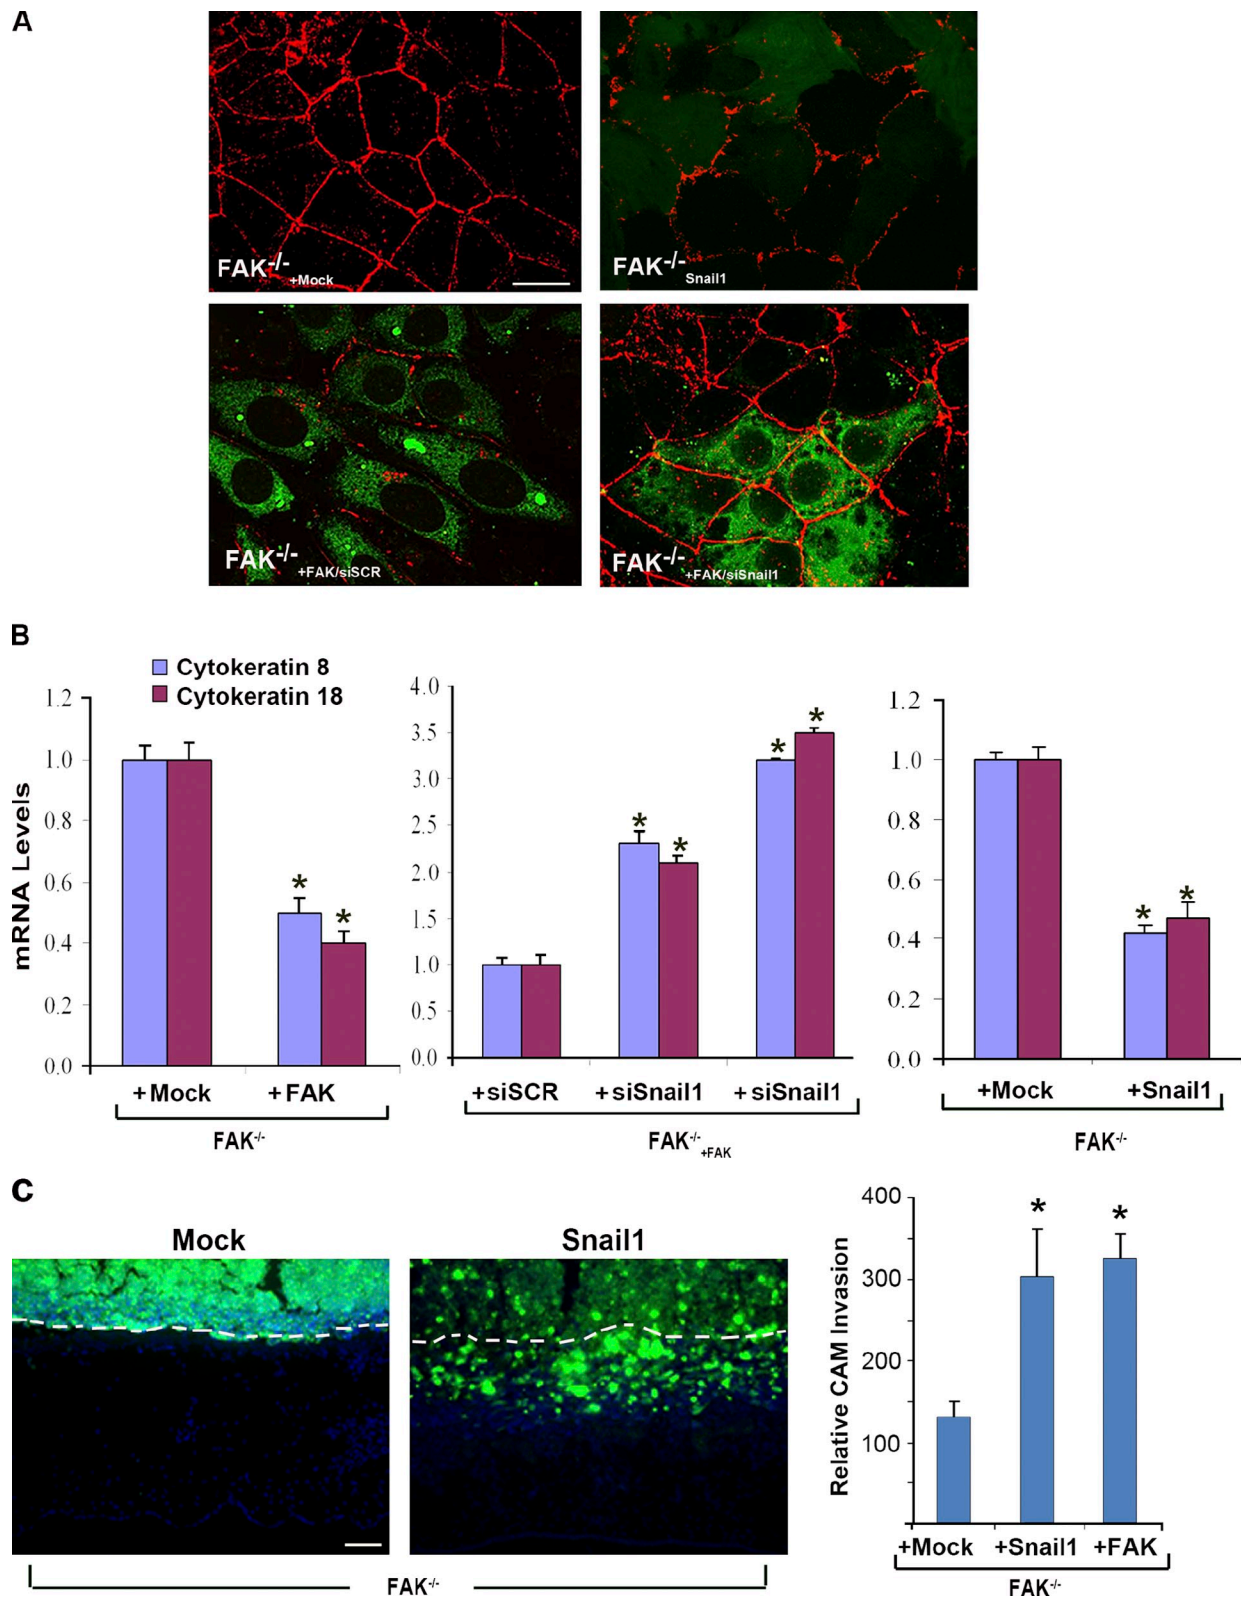 A
FAK-/- +Mock
FAK-/- Snail1
FAK-/- +FAK/siSCR
FAK-/- +FAK/siSnail1
B
Cytokeratin 8
Cytokeratin 18
mRNA Levels
1.2
1.0
0.8
0.6
0.4
0.2
0.0
+Mock +FAK
FAK-/-
4.0
3.5
3.0
2.5
2.0
1.5
1.0
0.5
0.0
* * * *
+siSCR +siSnail1 +siSnail1
FAK-/- +FAK
1.2
1.0
0.8
0.6
0.4
0.2
0.0
* *
+Mock +Snail1
FAK-/-
C
Mock Snail1
FAK-/-
Relative CAM Invasion
400
300
200
100
* *
+Mock +Snail1 +FAK
FAK-/-